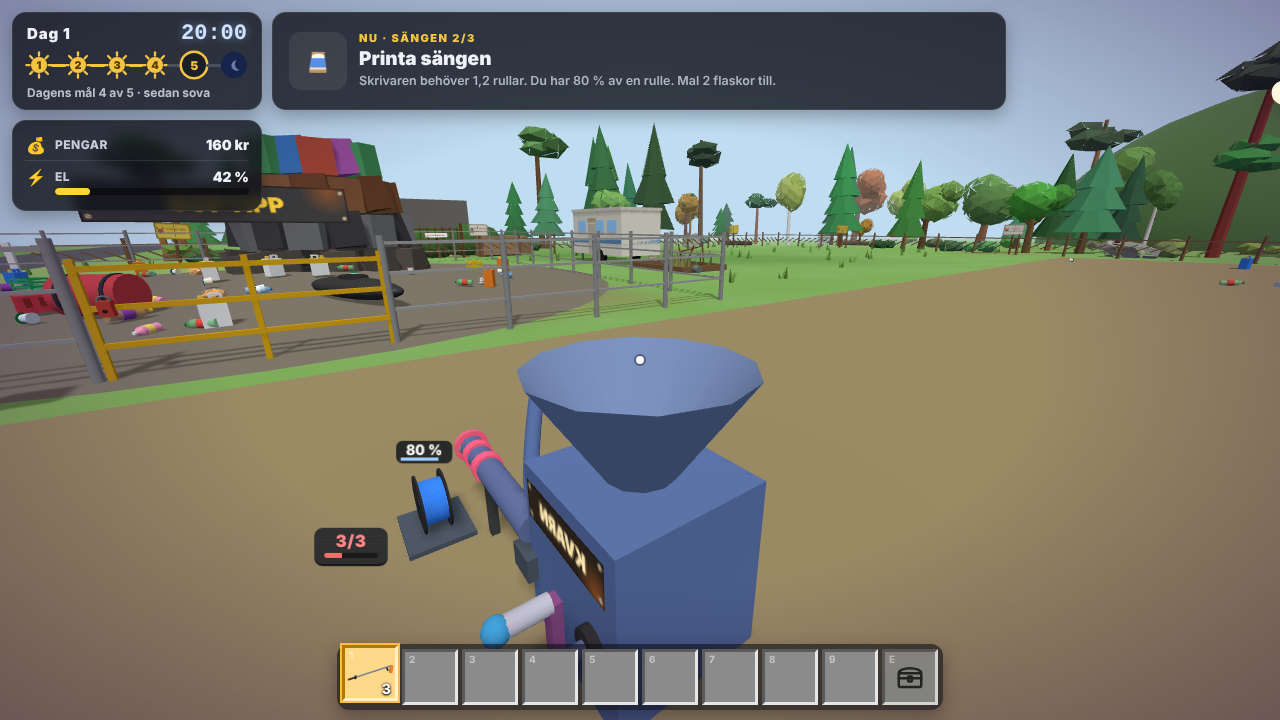 Dag 1 20:00
1 2 3 4 5
Dagens mål 4 av 5 · sedan sova
NU · SÄNGEN 2/3
Printa sängen
Skrivaren behöver 1,2 rullar. Du har 80 % av en rulle. Mal 2 flaskor till.
PENGAR 160 kr
EL 42 %
80 %
3/3
KVARN
1 2 3 4 5 6 7 8 9 E
3